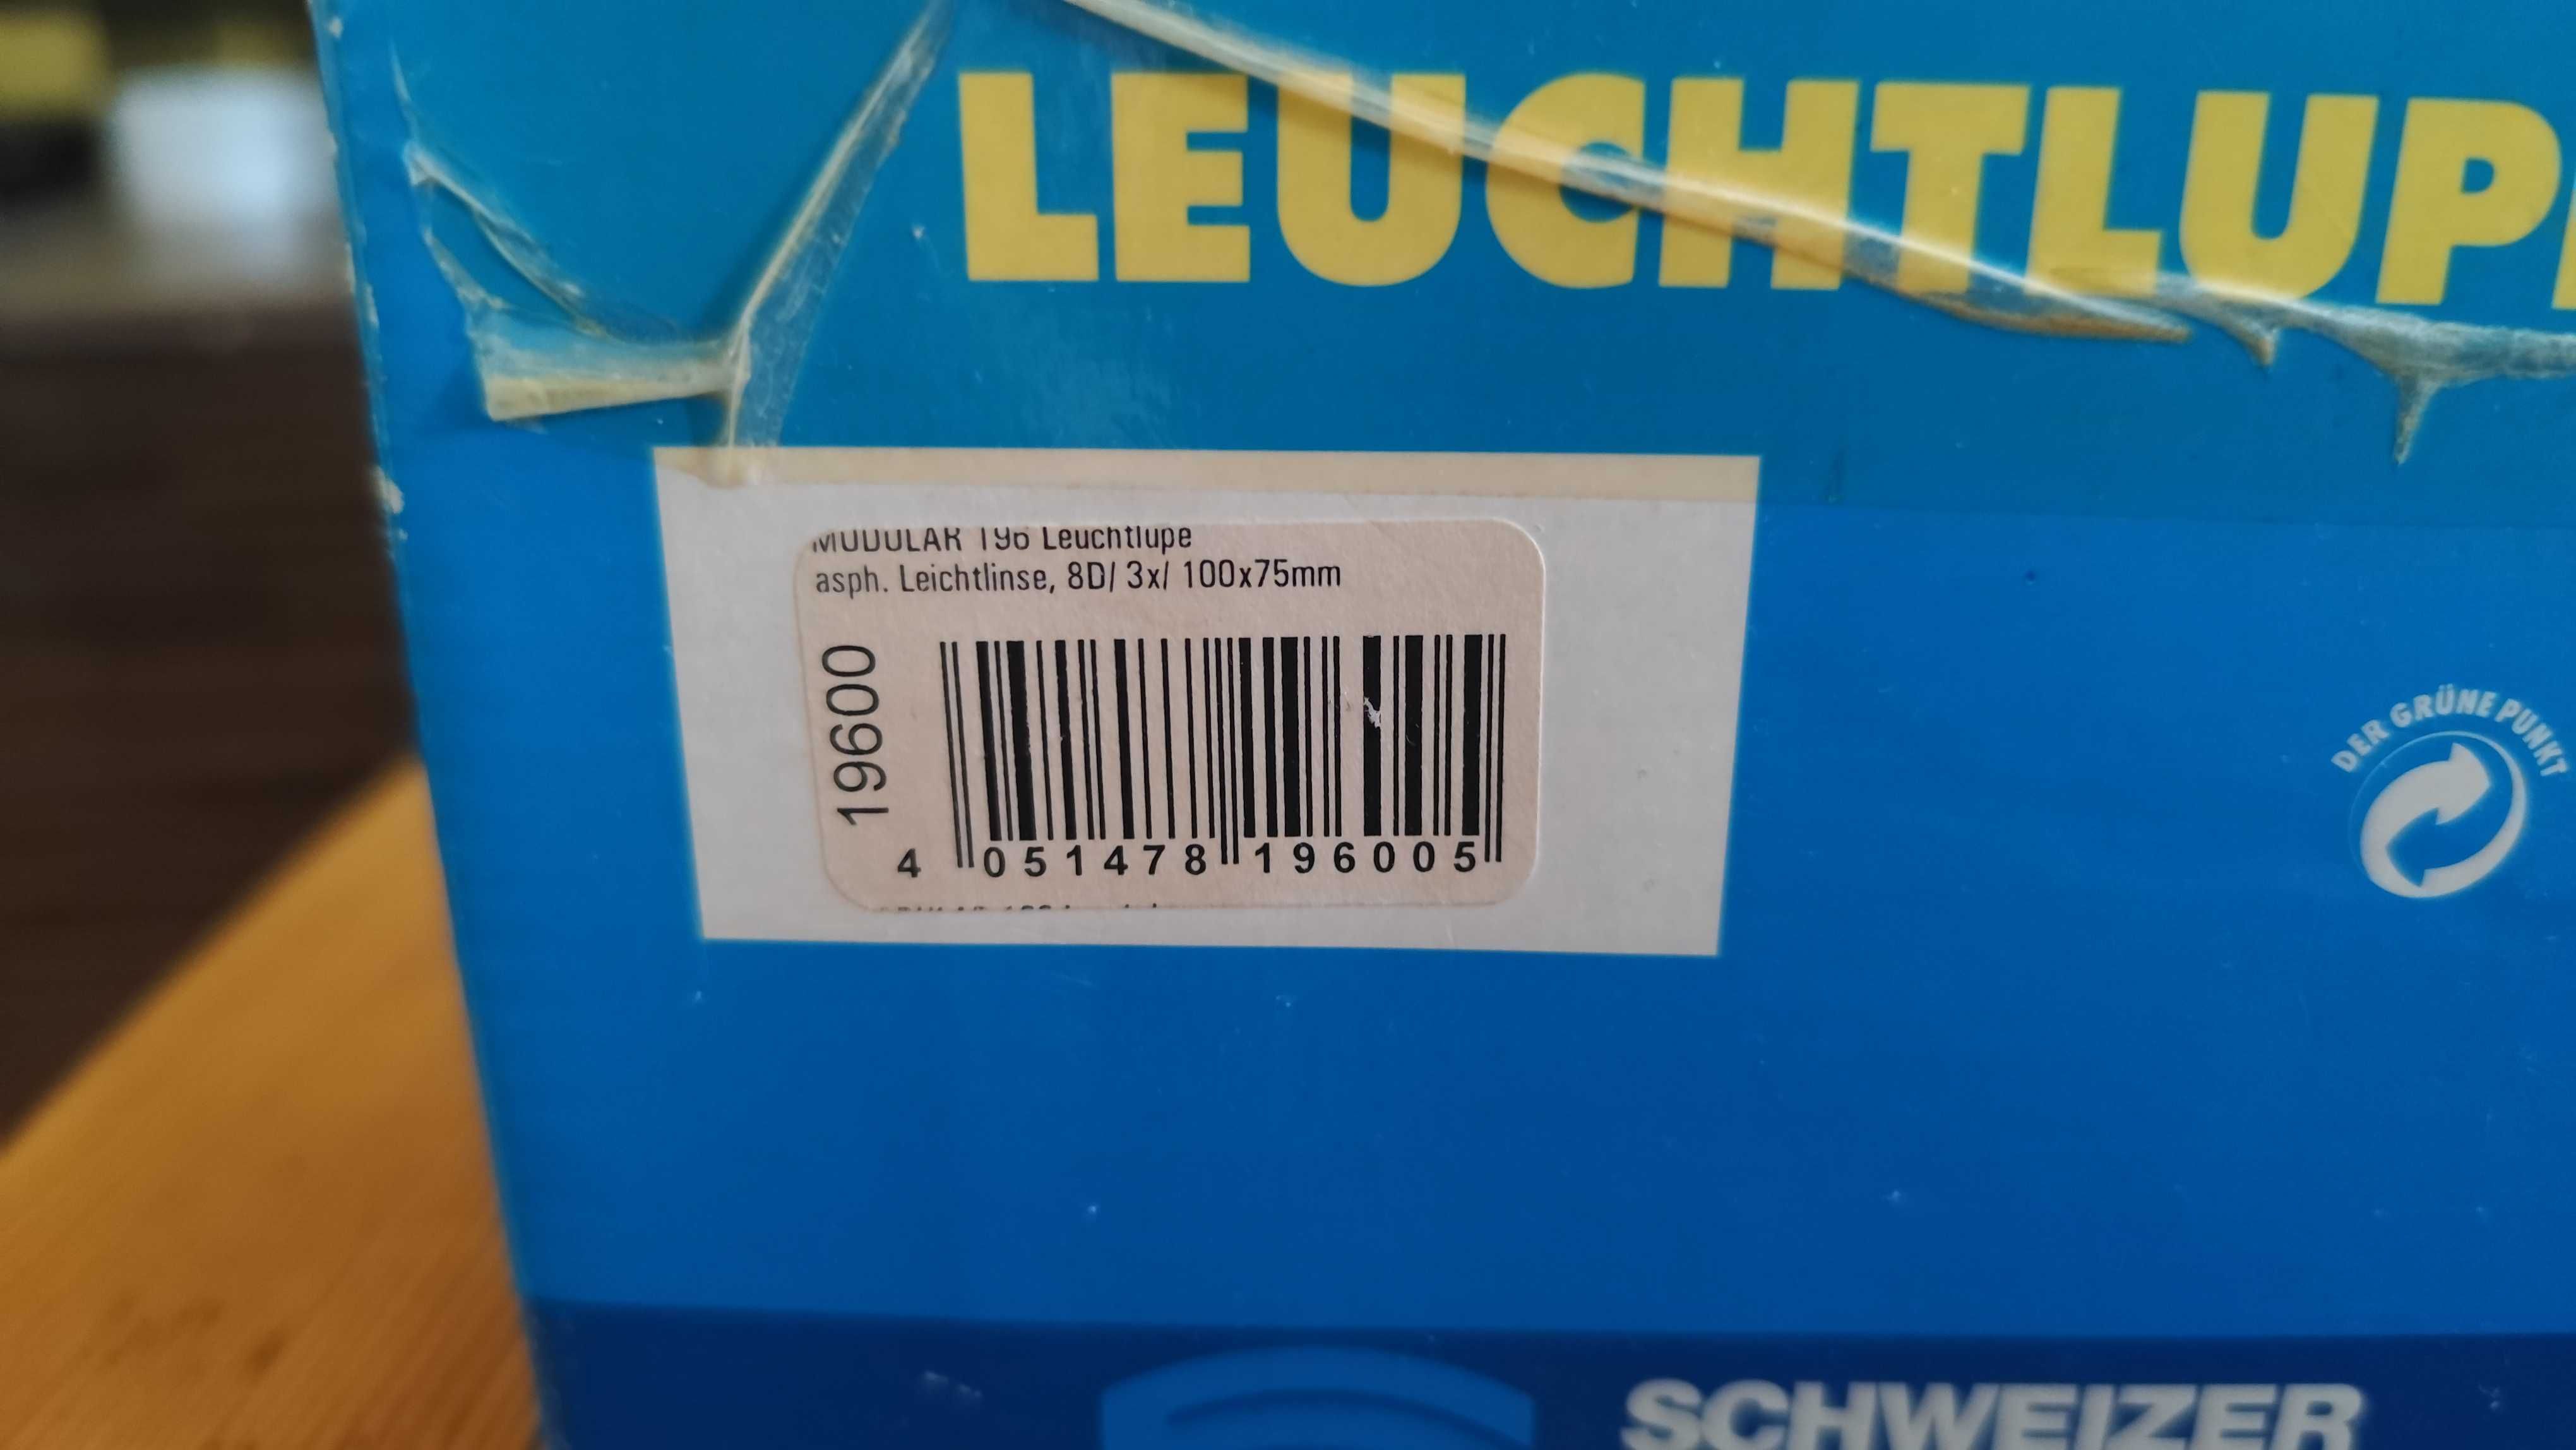 LEUCHTLUP
MODULAR 196 Leuchtlupe
asph. Leichtlinse, 8D/ 3x/ 100x75mm
19600
4 051478 196005
DER GRÜNE PUNKT
SCHWEIZER